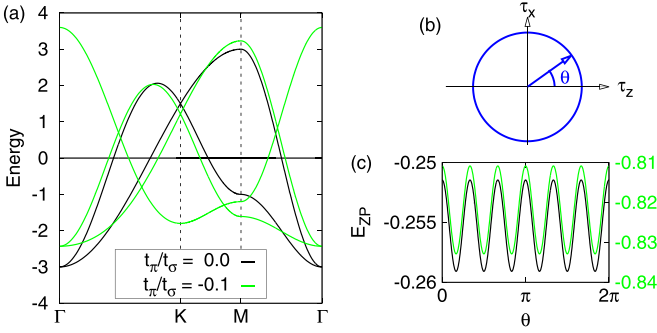 (a)
4
3
2
1
0
-1
-2
-3
-4
Energy
t_π/t_σ = 0.0
t_π/t_σ = -0.1
Γ K M Γ
(b)
τ_x
θ
τ_z
(c)
-0.25
-0.255
-0.26
E_ZP
-0.81
-0.82
-0.83
-0.84
0 π 2π
θ